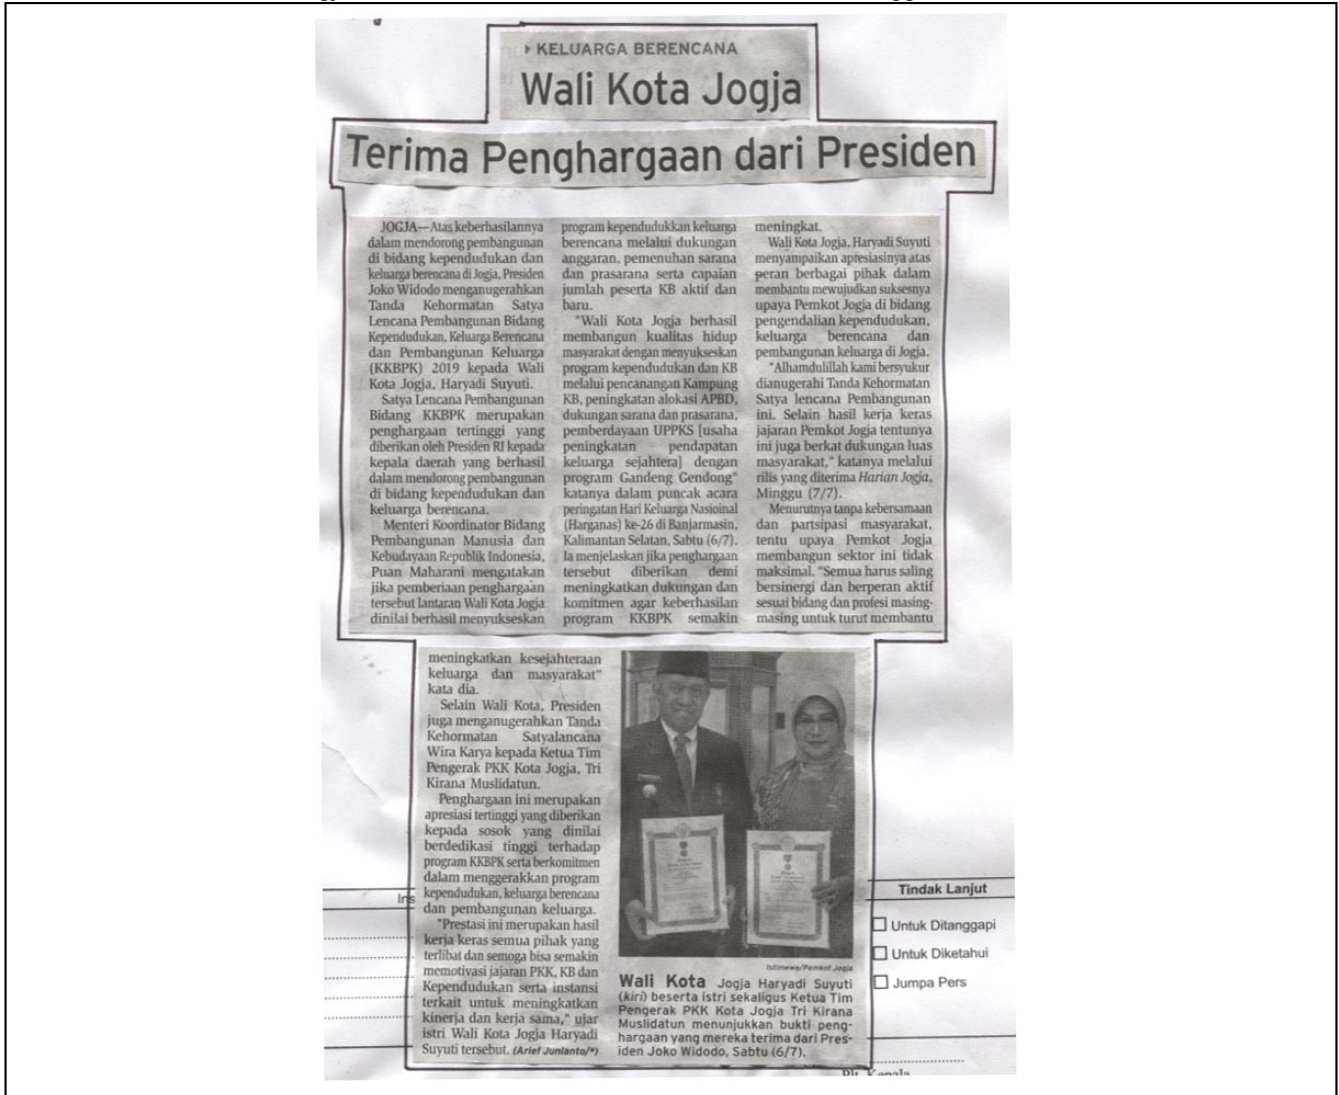 KELUARGA BERENCANA
Wali Kota Jogja
Terima Penghargaan dari Presiden
JOGJA—Atas keberhasilannya
dalam mendorong pembangunan
di bidang kependudukan dan
keluarga berencana di Jogja, Presiden
Joko Widodo menganugerahkan
Tanda Kehormatan Satya
Lencana Pembangunan Bidang
Kependudukan, Keluarga Berencana
dan Pembangunan Keluarga
(KKBPK) 2019 kepada Wali
Kota Jogja, Haryadi Suyuti.
Satya Lencana Pembangunan
Bidang KKBPK merupakan
penghargaan tertinggi yang
diberikan oleh Presiden RI kepada
kepala daerah yang berhasil
dalam mendorong pembangunan
di bidang kependudukan dan
keluarga berencana.
Menteri Koordinator Bidang
Pembangunan Manusia dan
Kebudayaan Republik Indonesia,
Puan Maharani mengatakan
jika pemberiaan penghargaan
tersebut lantaran Wali Kota Jogja
dinilai berhasil menyukseskan
program kependudukkan keluarga
berencana melalui dukungan
anggaran, pemenuhan sarana
dan prasarana serta capaian
jumlah peserta KB aktif dan
baru.
"Wali Kota Jogja berhasil
membangun kualitas hidup
masyarakat dengan menyukseskan
program kependudukan dan KB
melalui pencanangan Kampung
KB, peningkatan alokasi APBD,
dukungan sarana dan prasarana,
pemberdayaan UPPKS [usaha
peningkatan pendapatan
keluarga sejahtera] dengan
program Gandeng Gendong"
katanya dalam puncak acara
peringatan Hari Keluarga Nasioinal
(Harganas) ke-26 di Banjarmasin,
Kalimantan Selatan, Sabtu (6/7).
Ia menjelaskan jika penghargaan
tersebut diberikan demi
meningkatkan dukungan dan
komitmen agar keberhasilan
program KKBPK semakin
meningkat.
Wali Kota Jogja, Haryadi Suyuti
menyampaikan apresiasinya atas
peran berbagai pihak dalam
membantu mewujudkan suksesnya
upaya Pemkot Jogja di bidang
pengendalian kependudukan,
keluarga berencana dan
pembangunan keluarga di Jogja.
"Alhamdulillah kami bersyukur
dianugerahi Tanda Kehormatan
Satya lencana Pembangunan
ini. Selain hasil kerja keras
jajaran Pemkot Jogja tentunya
ini juga berkat dukungan luas
masyarakat," katanya melalui
rilis yang diterima Harian Jogja,
Minggu (7/7).
Menurutnya tanpa kebersamaan
dan partsipasi masyarakat,
tentu upaya Pemkot Jogja
membangun sektor ini tidak
maksimal. "Semua harus saling
bersinergi dan berperan aktif
sesuai bidang dan profesi masing-
masing untuk turut membantu
meningkatkan kesejahteraan
keluarga dan masyarakat"
kata dia.
Selain Wali Kota, Presiden
juga menganugerahkan Tanda
Kehormatan Satyalancana
Wira Karya kepada Ketua Tim
Pengerak PKK Kota Jogja, Tri
Kirana Muslidatun.
Penghargaan ini merupakan
apresiasi tertinggi yang diberikan
kepada sosok yang dinilai
berdedikasi tinggi terhadap
program KKBPK serta berkomitmen
dalam menggerakkan program
kependudukan, keluarga berencana
dan pembangunan keluarga.
"Prestasi ini merupakan hasil
kerja keras semua pihak yang
terlibat dan semoga bisa semakin
memotivasi jajaran PKK, KB dan
Kependudukan serta instansi
terkait untuk meningkatkan
kinerja dan kerja sama," ujar
istri Wali Kota Jogja Haryadi
Suyuti tersebut. (Arief Junianto/*)
Istimewa/Pemkot Jogja
Wali Kota Jogja Haryadi Suyuti
(kiri) beserta istri sekaligus Ketua Tim
Pengerak PKK Kota Jogja Tri Kirana
Muslidatun menunjukkan bukti peng-
hargaan yang mereka terima dari Pres-
iden Joko Widodo, Sabtu (6/7).
Ins
Tindak Lanjut
Untuk Ditanggapi
Untuk Diketahui
Jumpa Pers
Plt. Kepala